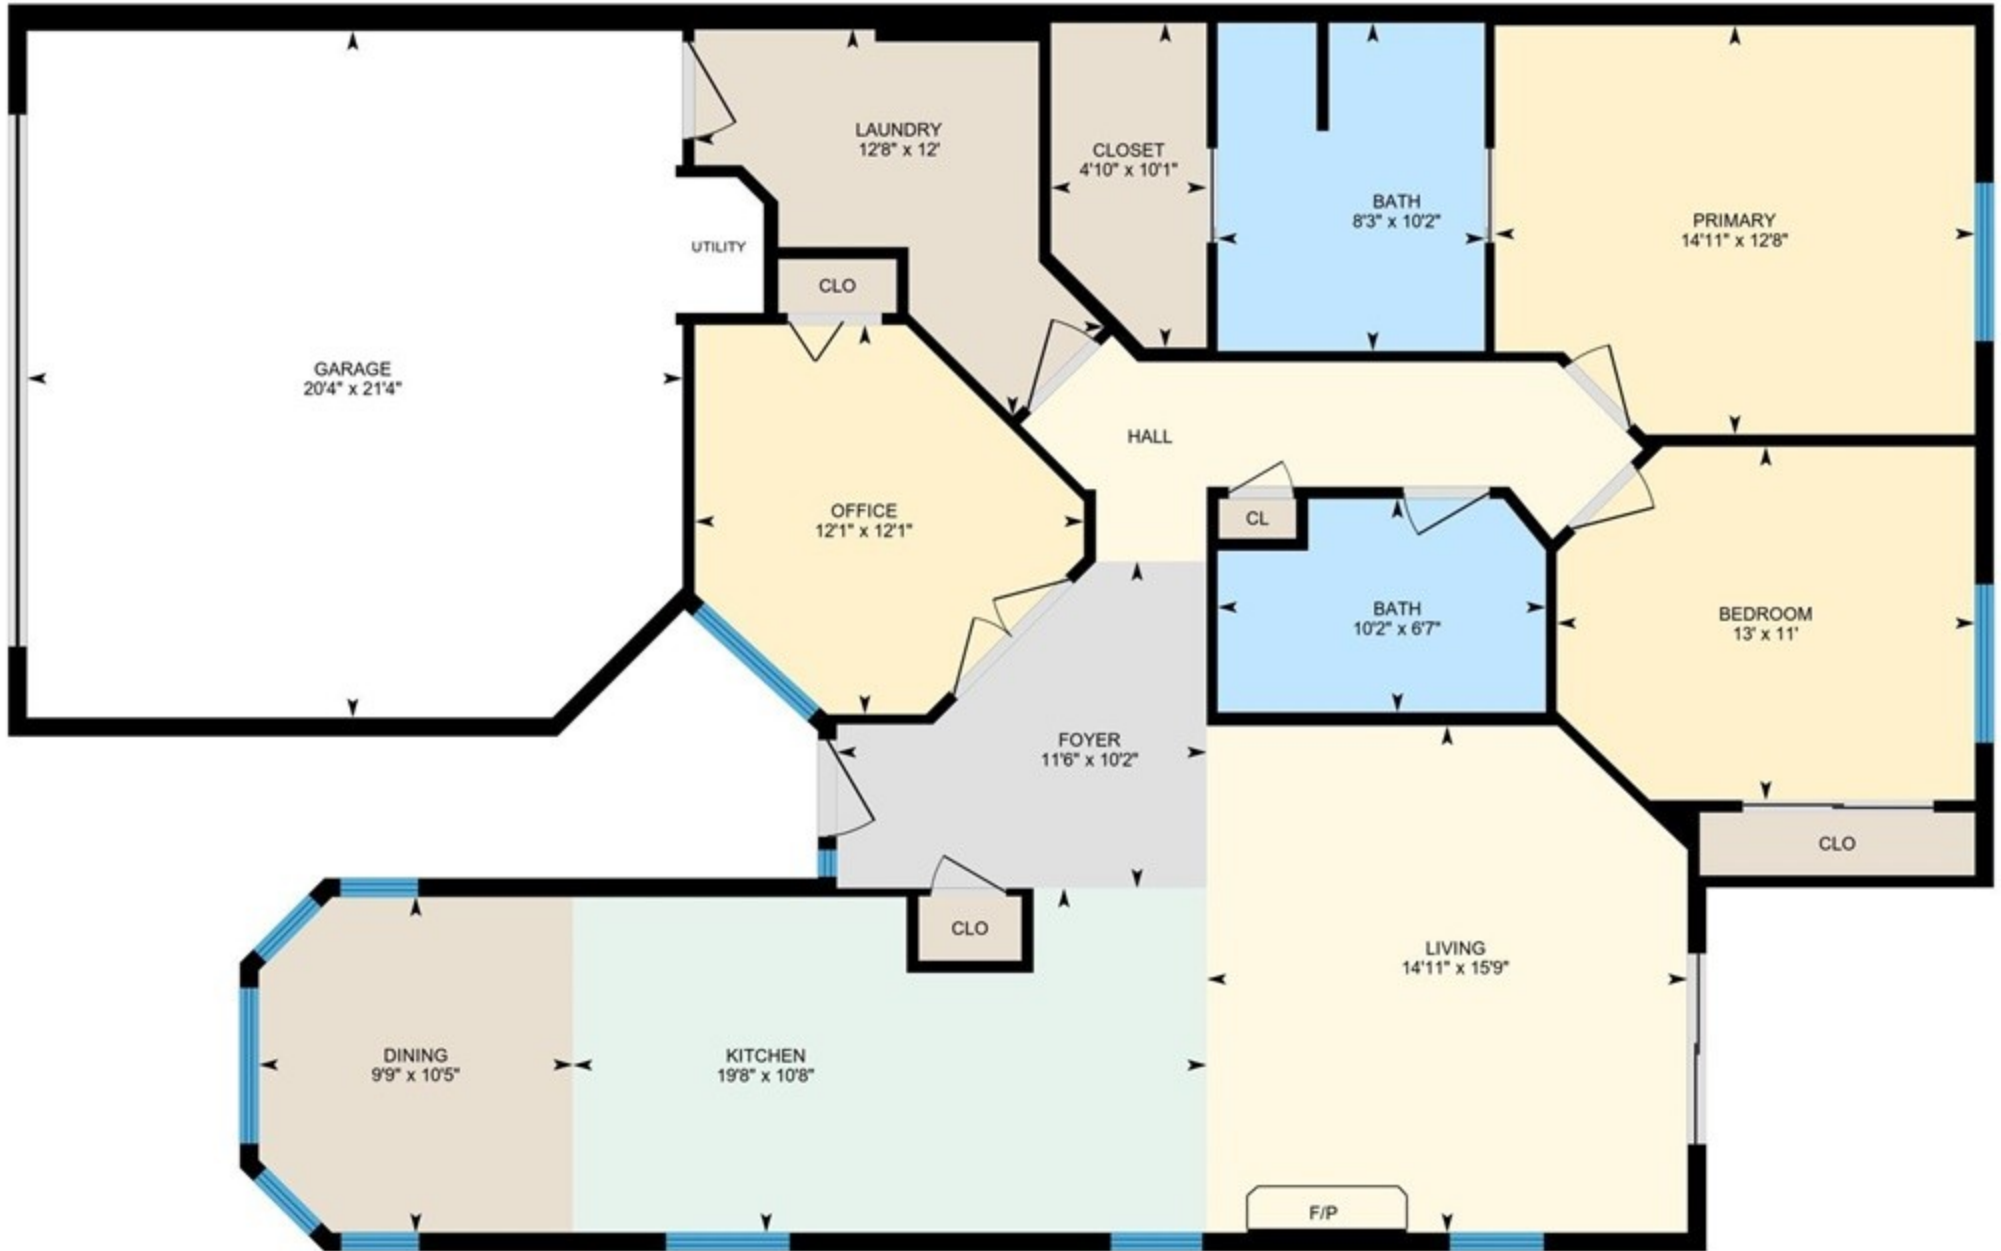 LAUNDRY
12'8" x 12'
CLOSET
4'10" x 10'1"
BATH
8'3" x 10'2"
PRIMARY
14'11" x 12'8"
UTILITY
CLO
GARAGE
20'4" x 21'4"
HALL
OFFICE
12'1" x 12'1"
CL
BATH
10'2" x 6'7"
BEDROOM
13' x 11'
FOYER
11'6" x 10'2"
CLO
CLO
LIVING
14'11" x 15'9"
DINING
9'9" x 10'5"
KITCHEN
19'8" x 10'8"
F/P